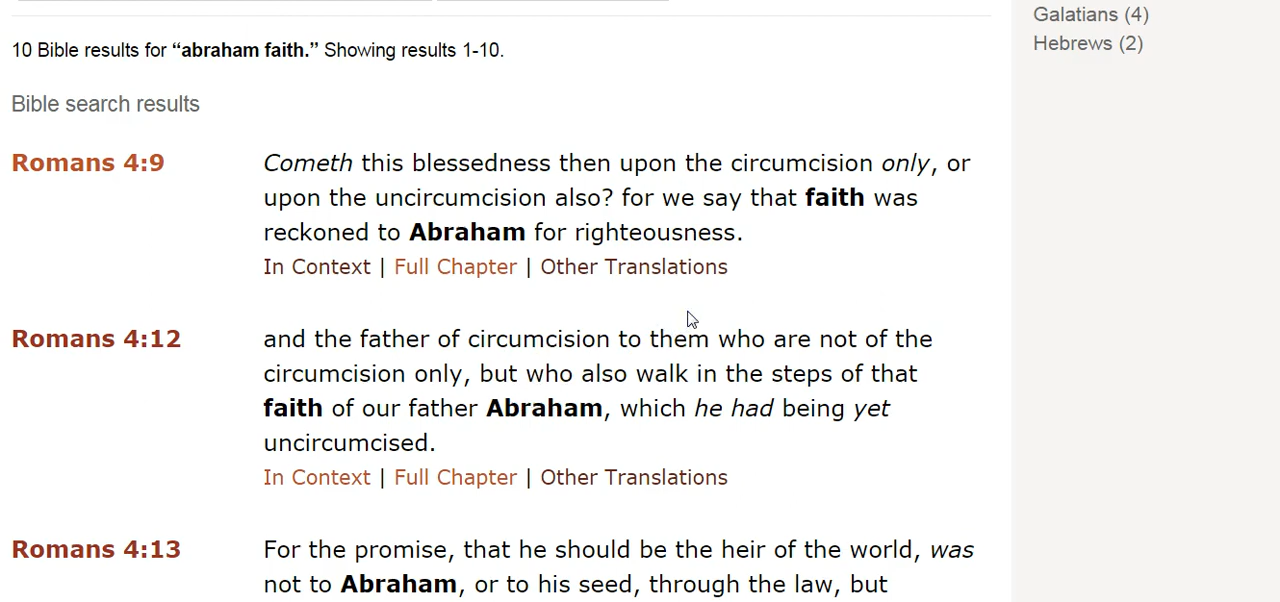 10 Bible results for “abraham faith.” Showing results 1-10.
Bible search results
Romans 4:9
Cometh this blessedness then upon the circumcision only, or
upon the uncircumcision also? for we say that faith was
reckoned to Abraham for righteousness.
In Context | Full Chapter | Other Translations
Romans 4:12
and the father of circumcision to them who are not of the
circumcision only, but who also walk in the steps of that
faith of our father Abraham, which he had being yet
uncircumcised.
In Context | Full Chapter | Other Translations
Romans 4:13
For the promise, that he should be the heir of the world, was
not to Abraham, or to his seed, through the law, but
Galatians (4)
Hebrews (2)